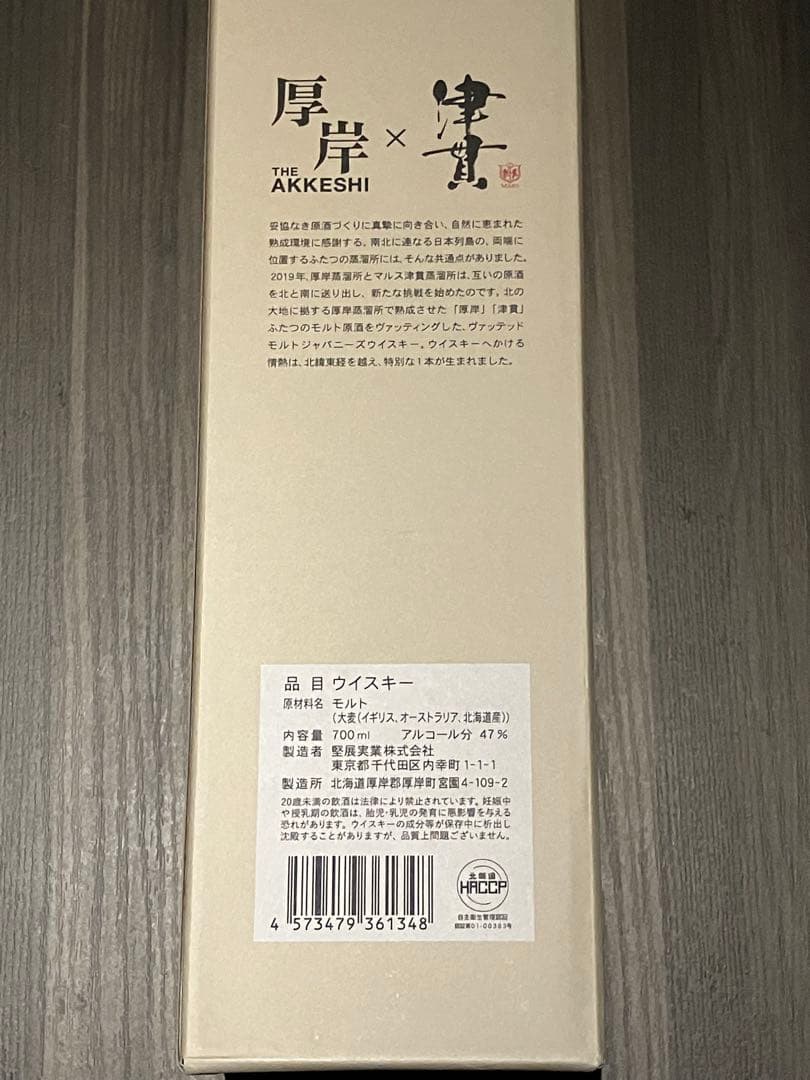 厚岸
THE
AKKESHI
×
津貫
MARS
妥協なき原酒づくりに真摯に向き合い、自然に恵まれた
熟成環境に感謝する。南北に連なる日本列島の、両端に
位置するふたつの蒸溜所には、そんな共通点がありました。
2019年、厚岸蒸溜所とマルス津貫蒸溜所は、互いの原酒
を北と南に送り出し、新たな挑戦を始めたのです。北の
大地に拠する厚岸蒸溜所で熟成させた「厚岸」「津貫」
ふたつのモルト原酒をヴァッティングした、ヴァッテッド
モルトジャパニーズウイスキー。ウイスキーへかける
情熱は、北緯東経を越え、特別な1本が生まれました。
品目 ウイスキー
原材料名 モルト
(大麦(イギリス、オーストラリア、北海道産))
内容量 700ml アルコール分 47%
製造者 堅展実業株式会社
東京都千代田区内幸町1-1-1
製造所 北海道厚岸郡厚岸町宮園4-109-2
20歳未満の飲酒は法律により禁止されています。妊娠中
や授乳期の飲酒は、胎児・乳児の発育に悪影響を与える
恐れがあります。ウイスキーの成分等が保存中に析出し
沈殿することがありますが、品質上問題ございません。
4 573479 361348
北海道
HACCP
自主衛生管理認証
認証第01-00383号